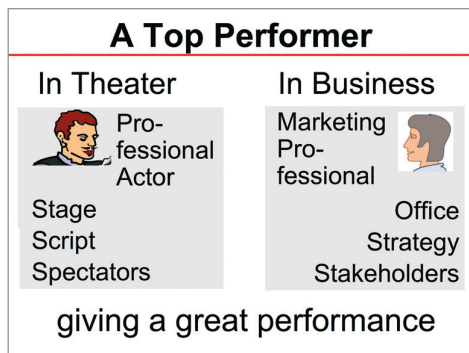 A Top Performer
In Theater
Pro-
fessional
Actor
Stage
Script
Spectators
In Business
Marketing
Pro-
fessional
Office
Strategy
Stakeholders
giving a great performance